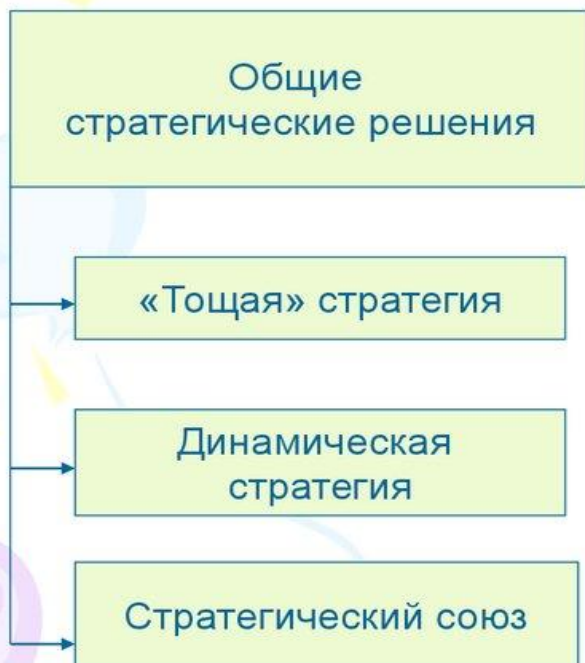 Общие
стратегические решения
«Тощая» стратегия
Динамическая
стратегия
Стратегический союз